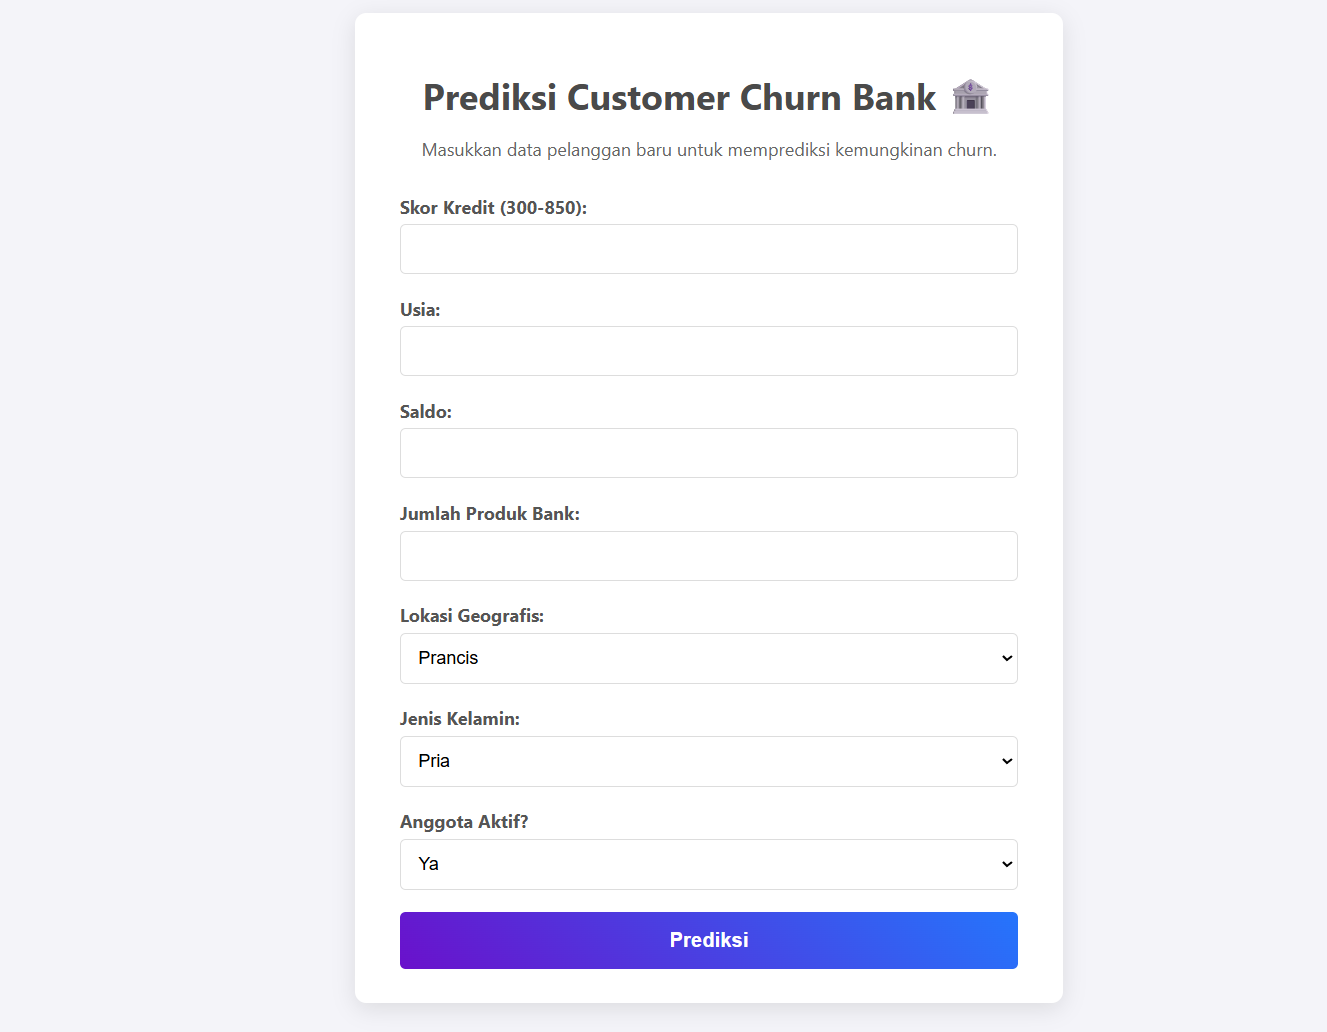 Prediksi Customer Churn Bank
Masukkan data pelanggan baru untuk memprediksi kemungkinan churn.
Skor Kredit (300-850):
Usia:
Saldo:
Jumlah Produk Bank:
Lokasi Geografis:
Prancis
Jenis Kelamin:
Pria
Anggota Aktif?
Ya
Prediksi